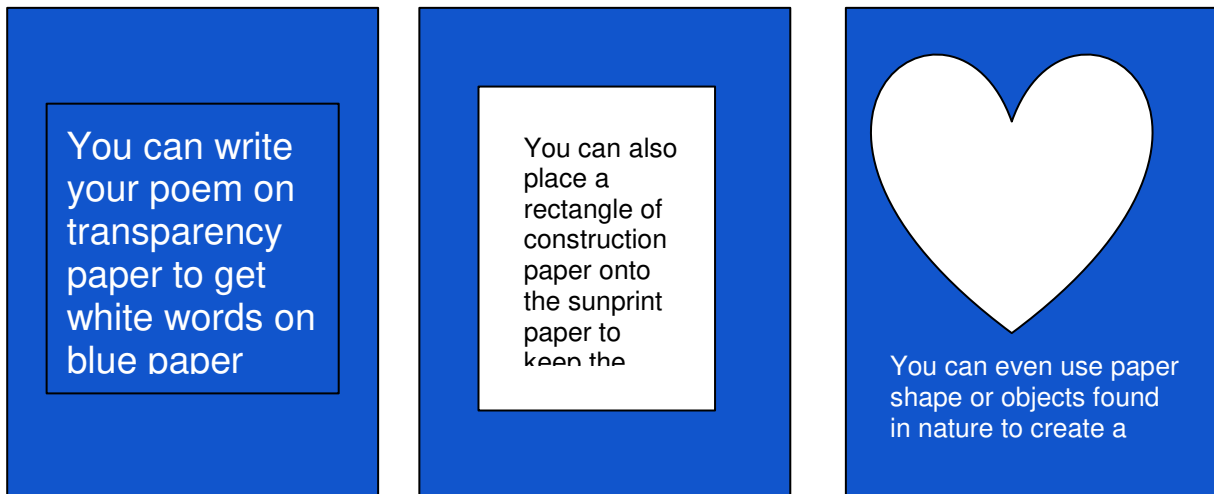 You can write
your poem on
transparency
paper to get
white words on
blue paper
You can also
place a
rectangle of
construction
paper onto
the sunprint
paper to
keep the
You can even use paper
shape or objects found
in nature to create a